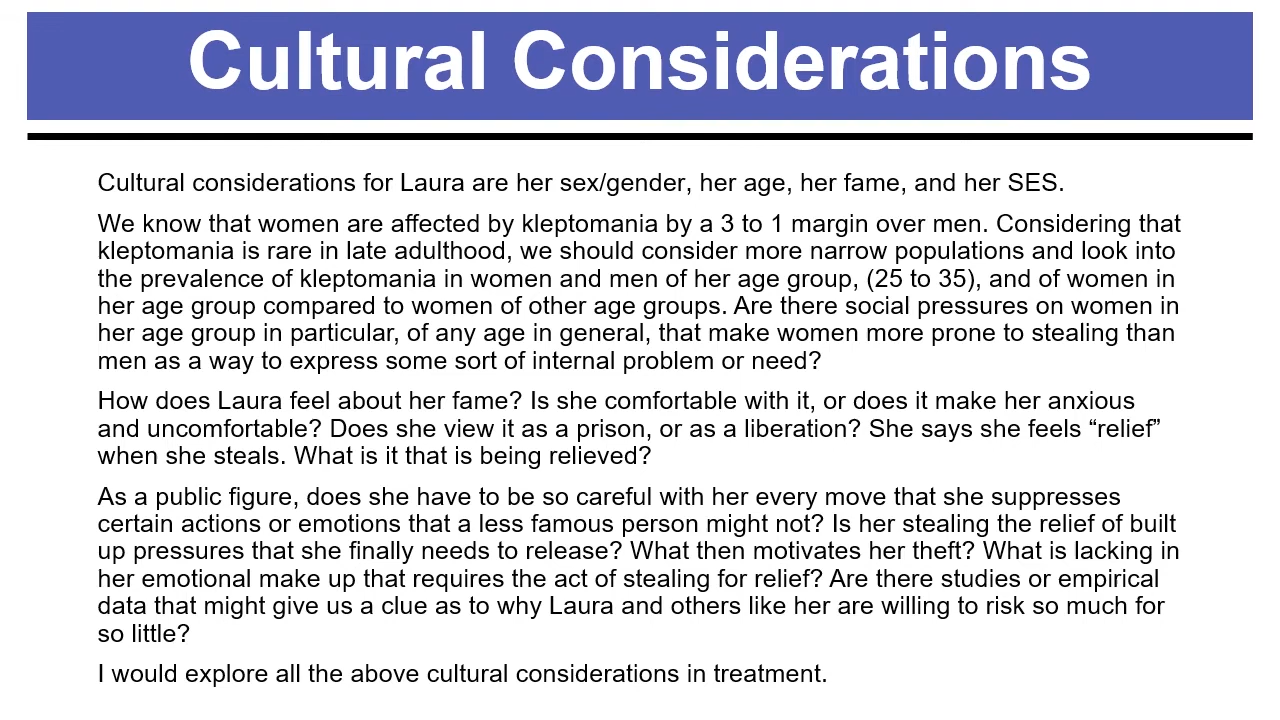 Cultural Considerations
Cultural considerations for Laura are her sex/gender, her age, her fame, and her SES.
We know that women are affected by kleptomania by a 3 to 1 margin over men. Considering that
kleptomania is rare in late adulthood, we should consider more narrow populations and look into
the prevalence of kleptomania in women and men of her age group, (25 to 35), and of women in
her age group compared to women of other age groups. Are there social pressures on women in
her age group in particular, of any age in general, that make women more prone to stealing than
men as a way to express some sort of internal problem or need?
How does Laura feel about her fame? Is she comfortable with it, or does it make her anxious
and uncomfortable? Does she view it as a prison, or as a liberation? She says she feels “relief”
when she steals. What is it that is being relieved?
As a public figure, does she have to be so careful with her every move that she suppresses
certain actions or emotions that a less famous person might not? Is her stealing the relief of built
up pressures that she finally needs to release? What then motivates her theft? What is lacking in
her emotional make up that requires the act of stealing for relief? Are there studies or empirical
data that might give us a clue as to why Laura and others like her are willing to risk so much for
so little?
I would explore all the above cultural considerations in treatment.